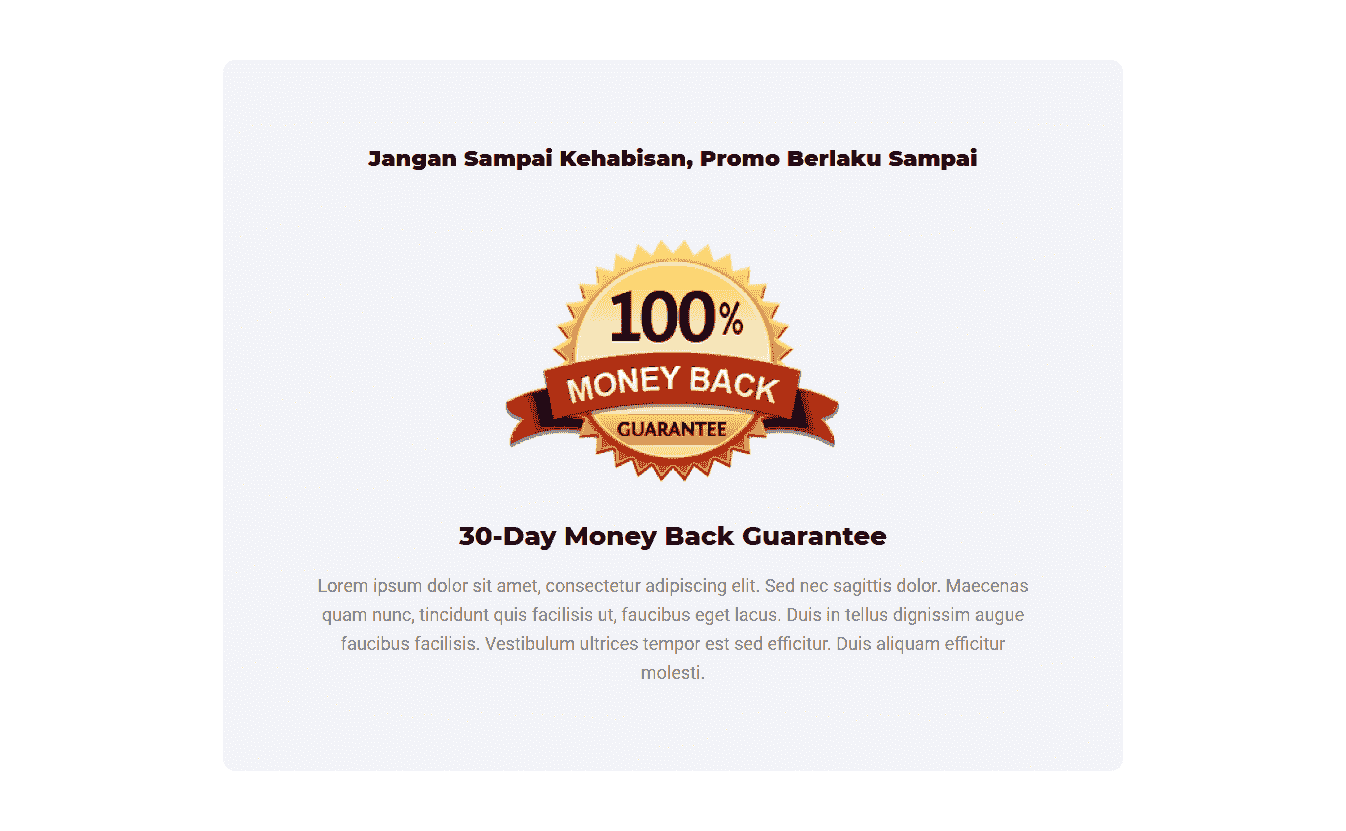 Jangan Sampai Kehabisan, Promo Berlaku Sampai
100%
MONEY BACK
GUARANTEE
30-Day Money Back Guarantee
Lorem ipsum dolor sit amet, consectetur adipiscing elit. Sed nec sagittis dolor. Maecenas
quam nunc, tincidunt quis facilisis ut, faucibus eget lacus. Duis in tellus dignissim augue
faucibus facilisis. Vestibulum ultrices tempor est sed efficitur. Duis aliquam efficitur
molesti.